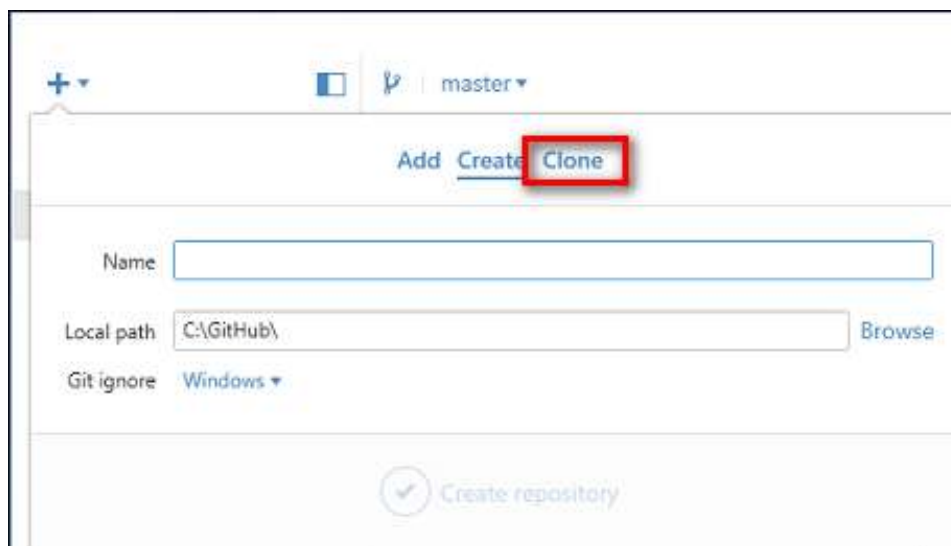 master
Add Create Clone
Name
Local path C:\GitHub\ Browse
Git ignore Windows
Create repository